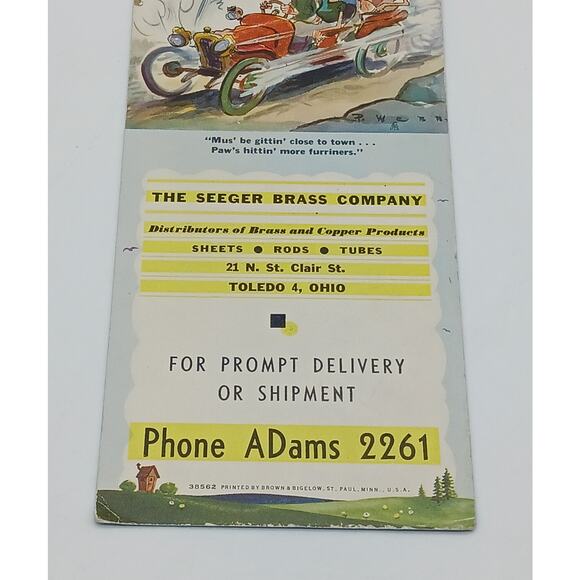 P. Webb
"Mus' be gittin' close to town . . .
Paw's hittin' more furriners."
THE SEEGER BRASS COMPANY
Distributors of Brass and Copper Products
SHEETS ● RODS ● TUBES
21 N. St. Clair St.
TOLEDO 4, OHIO
FOR PROMPT DELIVERY
OR SHIPMENT
Phone ADams 2261
38562 PRINTED BY BROWN & BIGELOW, ST. PAUL, MINN., U.S.A.